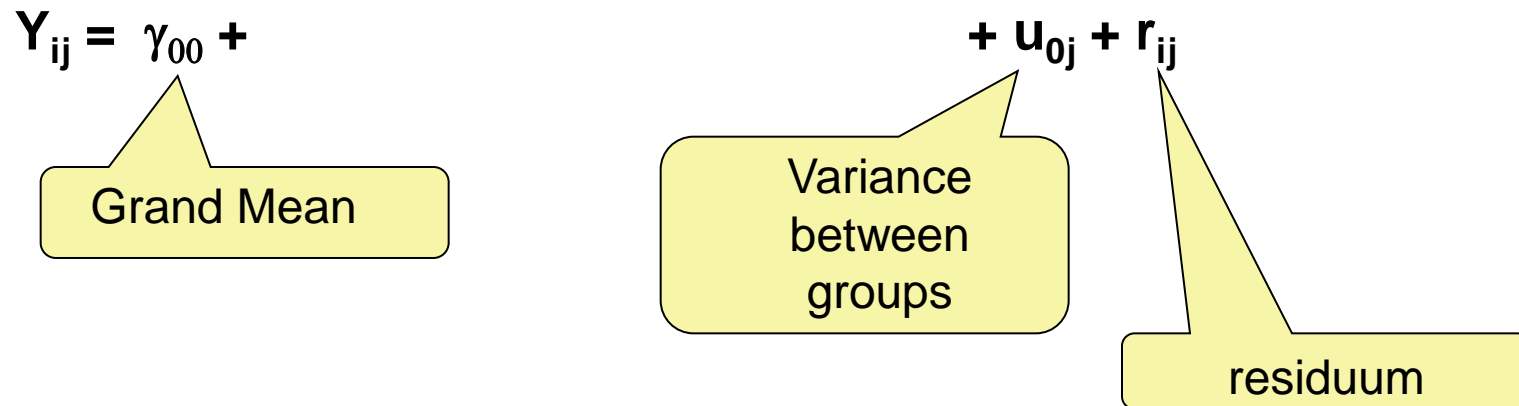 Yij = γ00 + + u0j + rij
Grand Mean
Variance
between
groups
residuum